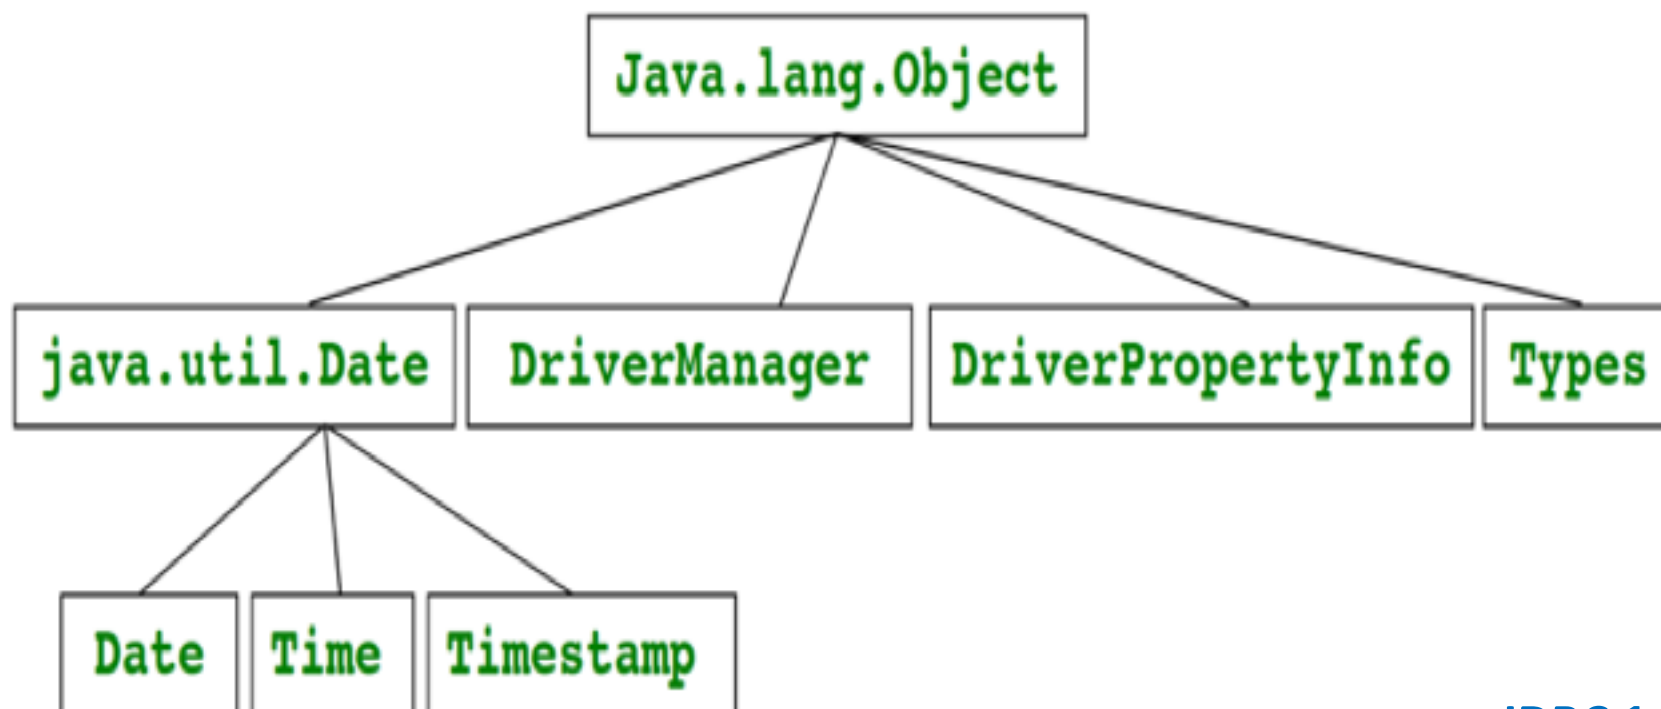 Java.lang.Object
java.util.Date
DriverManager
DriverPropertyInfo
Types
Date
Time
Timestamp